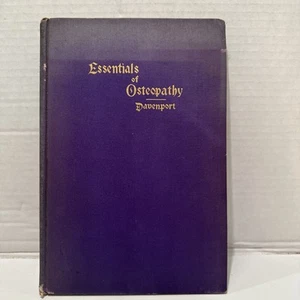 Essentials
of
Osteopathy
Davenport